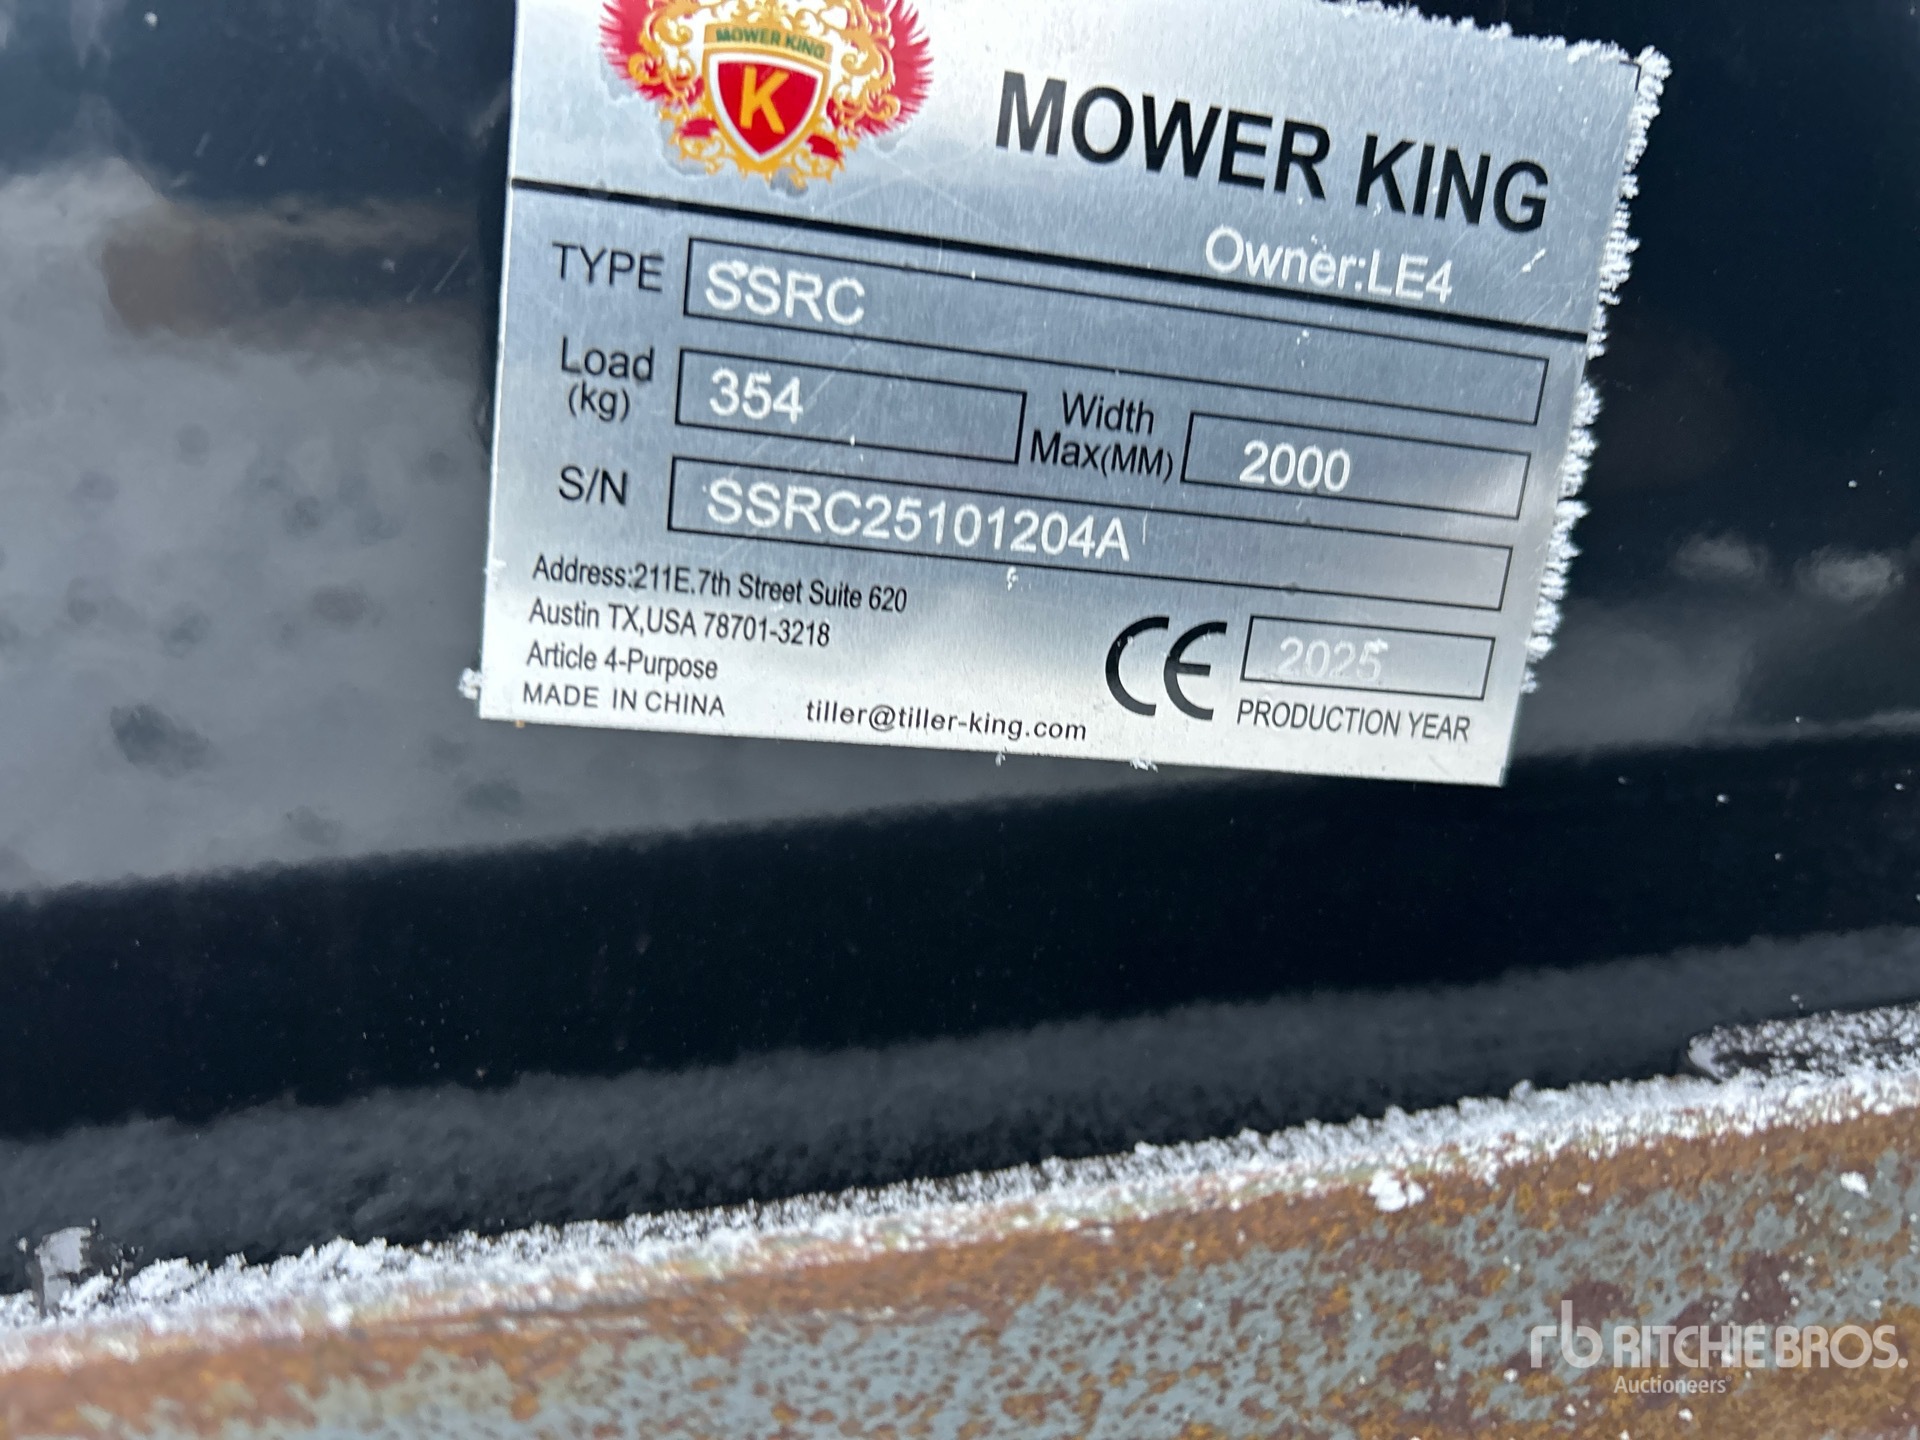 MOWER KING
K
MOWER KING
Owner:LE4
TYPE SSRC
Load (kg) 354 Width Max(MM) 2000
S/N SSRC25101204A
Address:211E.7th Street Suite 620
Austin TX,USA 78701-3218
Article 4-Purpose
MADE IN CHINA
tiller@tiller-king.com
CE 2025
PRODUCTION YEAR
rb RITCHIE BROS.
Auctioneers